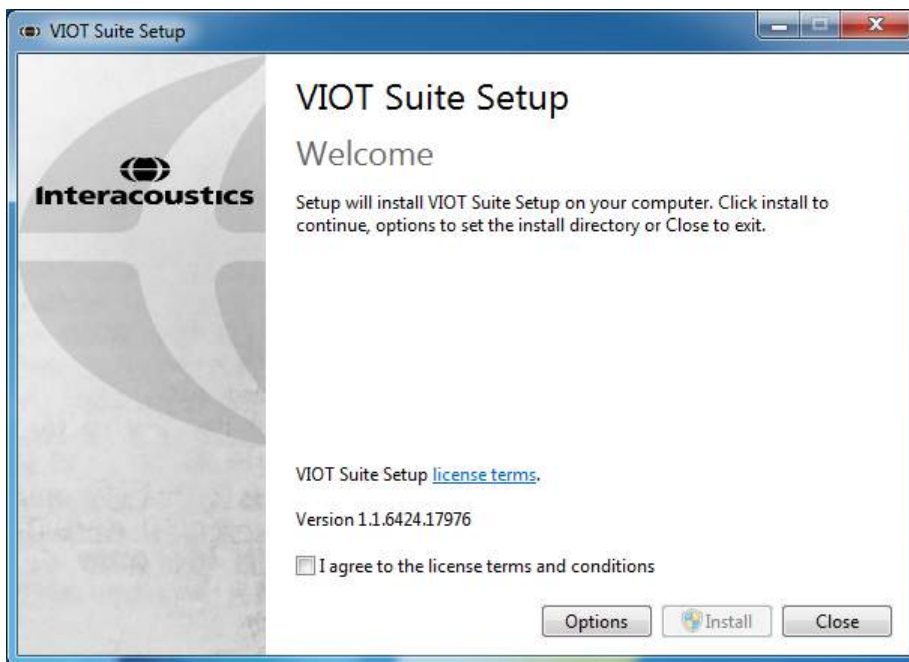 VIOT Suite Setup
VIOT Suite Setup
Welcome
Interacoustics
Setup will install VIOT Suite Setup on your computer. Click install to
continue, options to set the install directory or Close to exit.
VIOT Suite Setup license terms.
Version 1.1.6424.17976
I agree to the license terms and conditions
Options Install Close